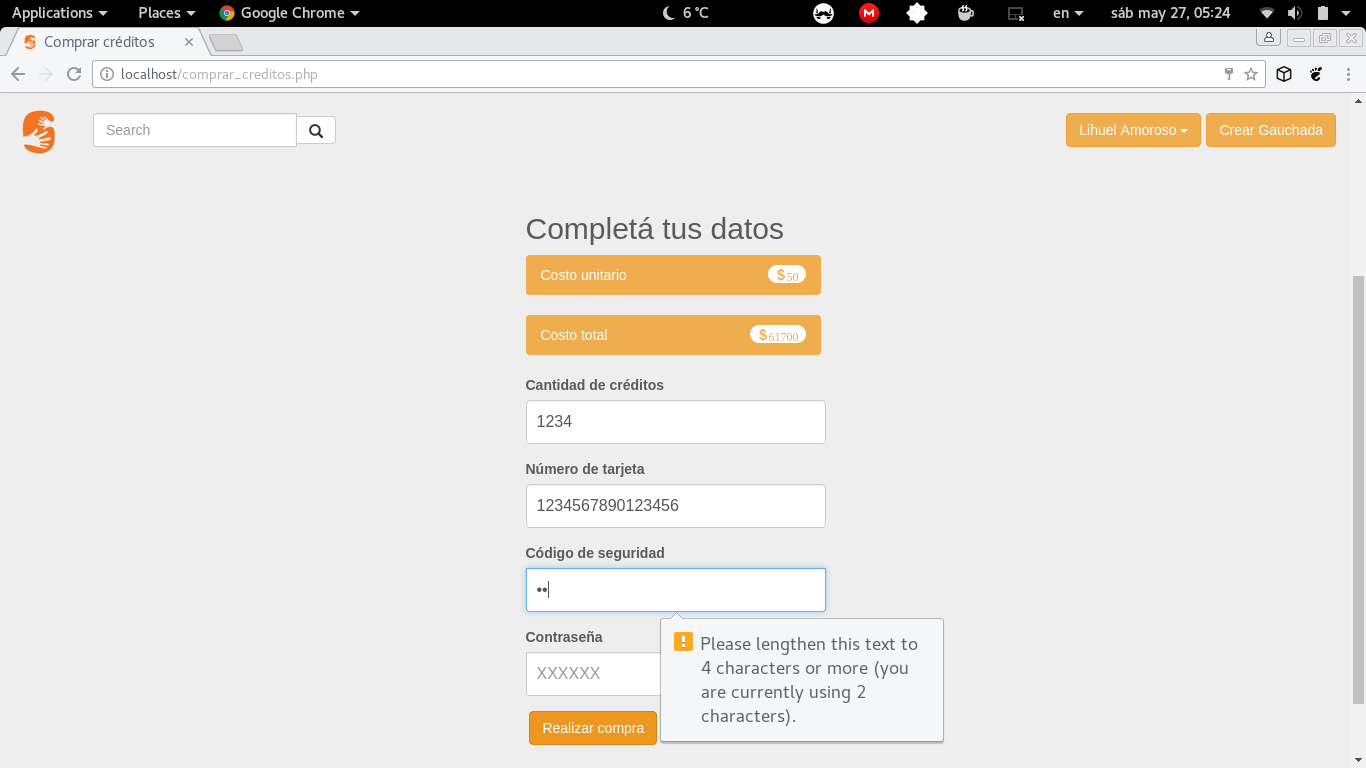 Applications Places Google Chrome 6 °C en sáb may 27, 05:24
Comprar créditos
localhost/comprar_creditos.php
Search Lihuel Amoroso Crear Gauchada
Completá tus datos
Costo unitario $ 50
Costo total $ 61700
Cantidad de créditos
1234
Número de tarjeta
1234567890123456
Código de seguridad
••
Contraseña
XXXXXX
Please lengthen this text to
4 characters or more (you
are currently using 2
characters).
Realizar compra